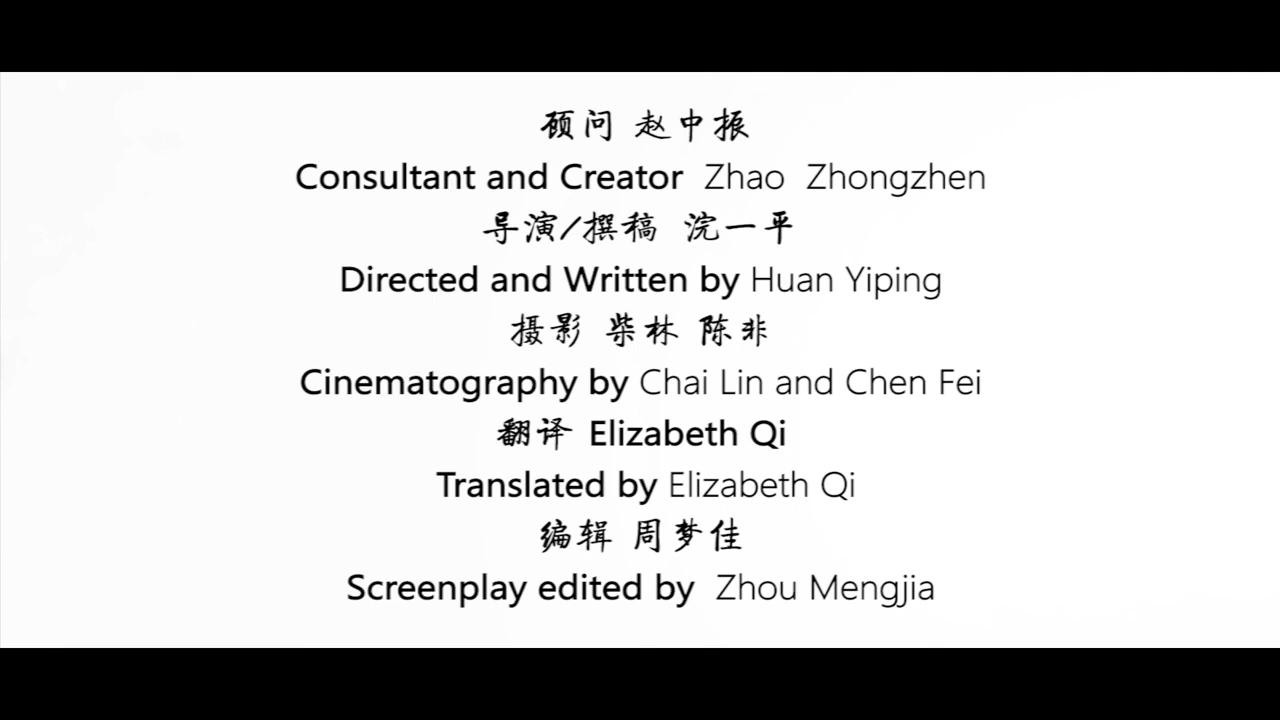 顾问 赵中振
Consultant and Creator Zhao Zhongzhen
导演/撰稿 浣一平
Directed and Written by Huan Yiping
摄影 柴林 陈非
Cinematography by Chai Lin and Chen Fei
翻译 Elizabeth Qi
Translated by Elizabeth Qi
编辑 周梦佳
Screenplay edited by Zhou Mengjia